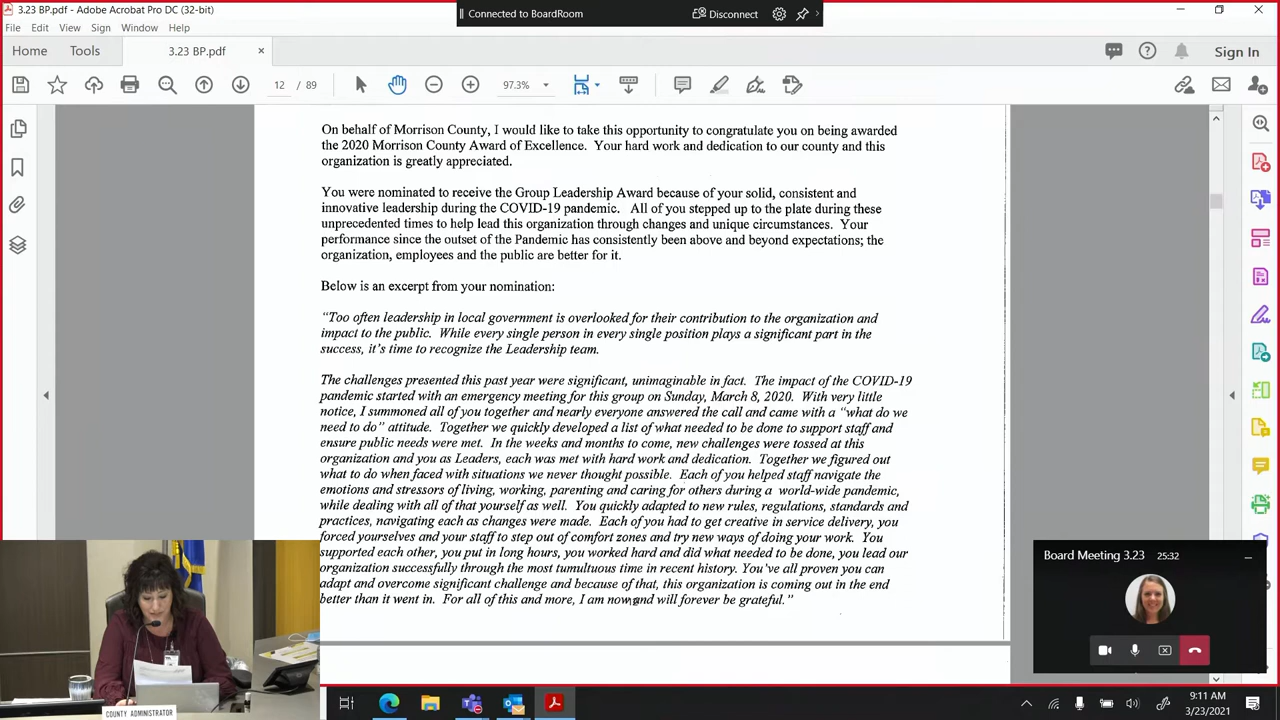 3.23 BP.pdf - Adobe Acrobat Pro DC (32-bit)
Connected to BoardRoom
Disconnect
File Edit View Sign Window Help
Home Tools 3.23 BP.pdf ×
Sign In
12 / 89
97.3%
On behalf of Morrison County, I would like to take this opportunity to congratulate you on being awarded
the 2020 Morrison County Award of Excellence. Your hard work and dedication to our county and this
organization is greatly appreciated.
You were nominated to receive the Group Leadership Award because of your solid, consistent and
innovative leadership during the COVID-19 pandemic. All of you stepped up to the plate during these
unprecedented times to help lead this organization through changes and unique circumstances. Your
performance since the outset of the Pandemic has consistently been above and beyond expectations; the
organization, employees and the public are better for it.
Below is an excerpt from your nomination:
“Too often leadership in local government is overlooked for their contribution to the organization and
impact to the public. While every single person in every single position plays a significant part in the
success, it’s time to recognize the Leadership team.
The challenges presented this past year were significant, unimaginable in fact. The impact of the COVID-19
pandemic started with an emergency meeting for this group on Sunday, March 8, 2020. With very little
notice, I summoned all of you together and nearly everyone answered the call and came with a “what do we
need to do” attitude. Together we quickly developed a list of what needed to be done to support staff and
ensure public needs were met. In the weeks and months to come, new challenges were tossed at this
organization and you as Leaders, each was met with hard work and dedication. Together we figured out
what to do when faced with situations we never thought possible. Each of you helped staff navigate the
emotions and stressors of living, working, parenting and caring for others during a world-wide pandemic,
while dealing with all of that yourself as well. You quickly adapted to new rules, regulations, standards and
practices, navigating each as changes were made. Each of you had to get creative in service delivery, you
forced yourselves and your staff to step out of comfort zones and try new ways of doing your work. You
supported each other, you put in long hours, you worked hard and did what needed to be done, you lead our
organization successfully through the most tumultuous time in recent history. You’ve all proven you can
adapt and overcome significant challenge and because of that, this organization is coming out in the end
better than it went in. For all of this and more, I am now and will forever be grateful.”
Board Meeting 3.23 25:32
COUNTY ADMINISTRATOR
9:11 AM
3/23/2021